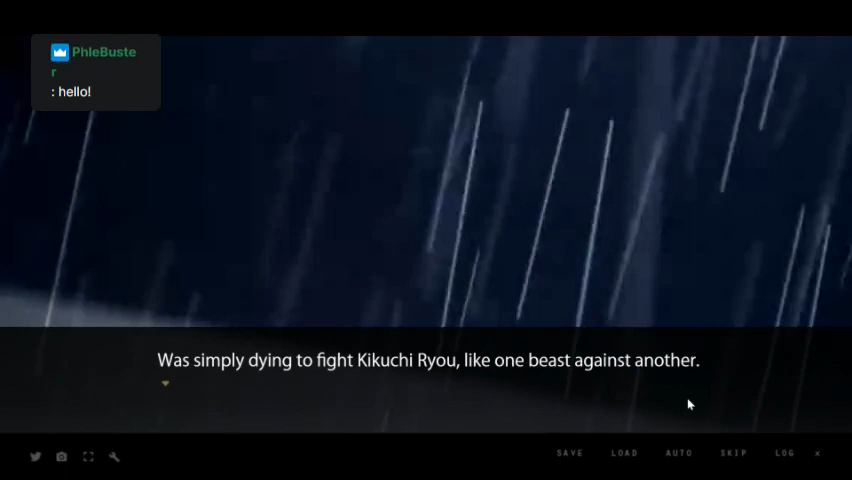 PhleBuste
r
: hello!
Was simply dying to fight Kikuchi Ryou, like one beast against another.
SAVE LOAD AUTO SKIP LOG ×